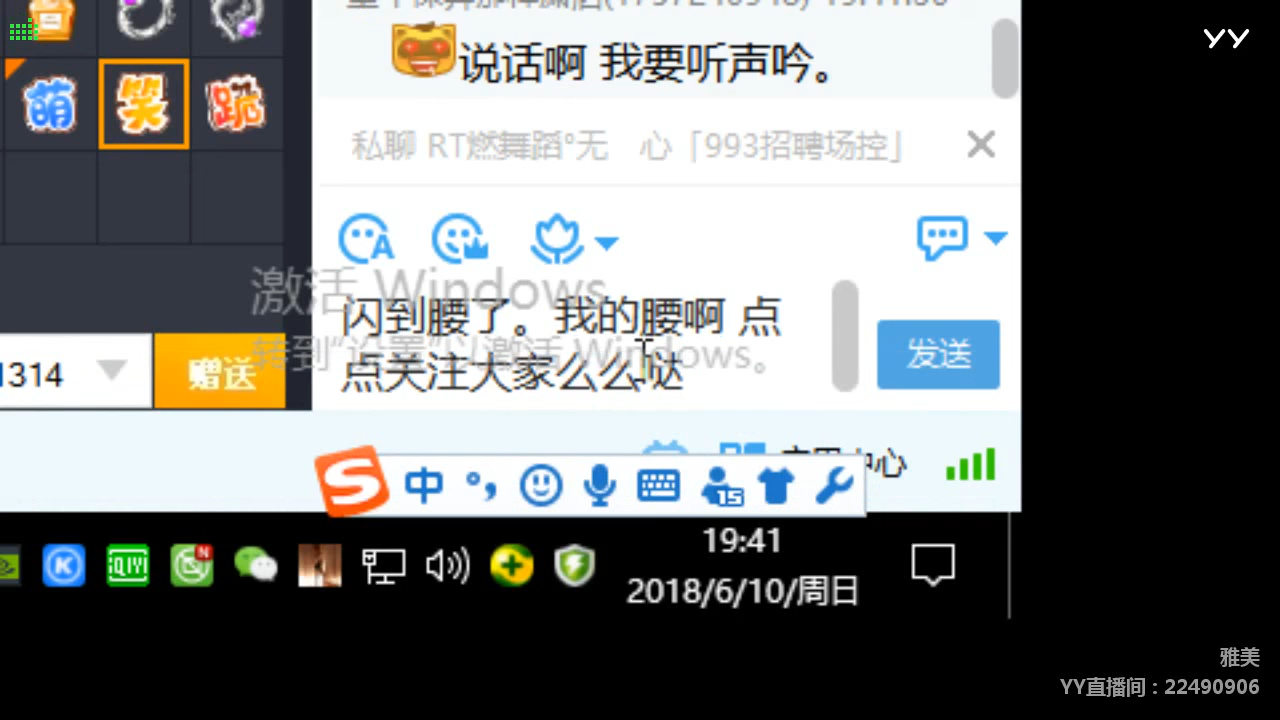 YY
说话啊 我要听声吟。
萌
笑
跪
私聊 RT燃舞蹈°无 心「993招聘场控」
激活 Windows
转到"设置"以激活 Windows。
闪到腰了。我的腰啊 点
点关注大家么么哒
发送
1314
赠送
中
15
19:41
2018/6/10/周日
雅美
YY直播间：22490906